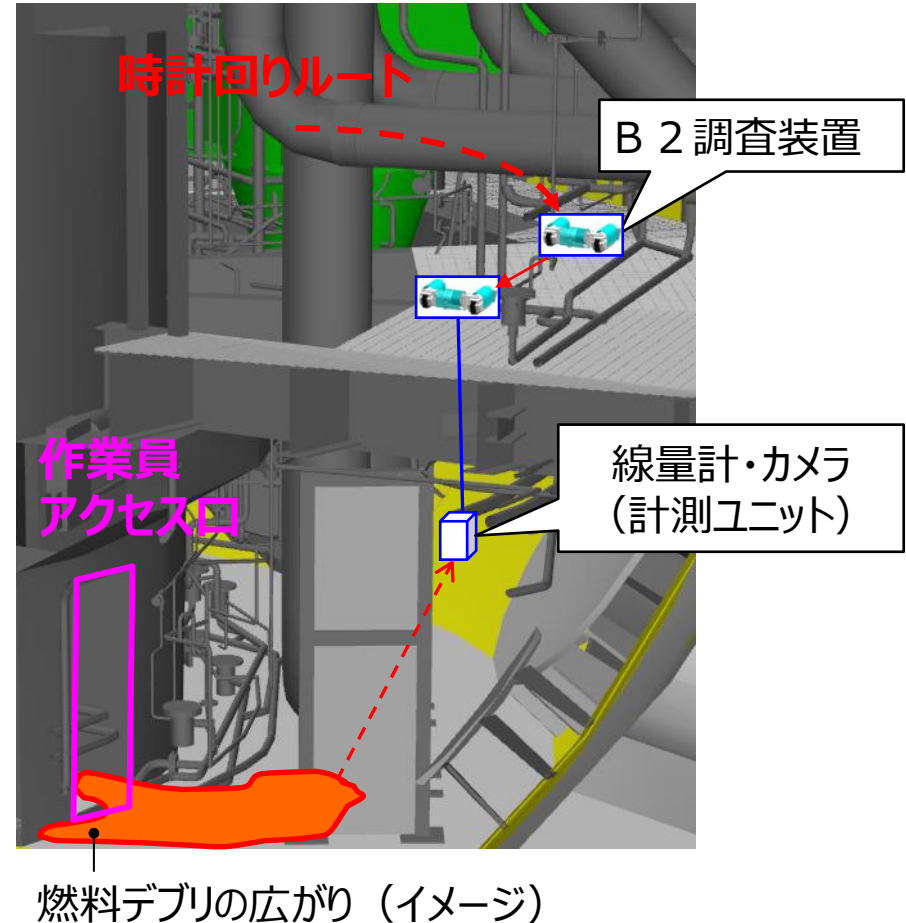 時計回りルート
B2調査装置
作業員
アクセス口
線量計・カメラ
(計測ユニット)
燃料デブリの広がり(イメージ)